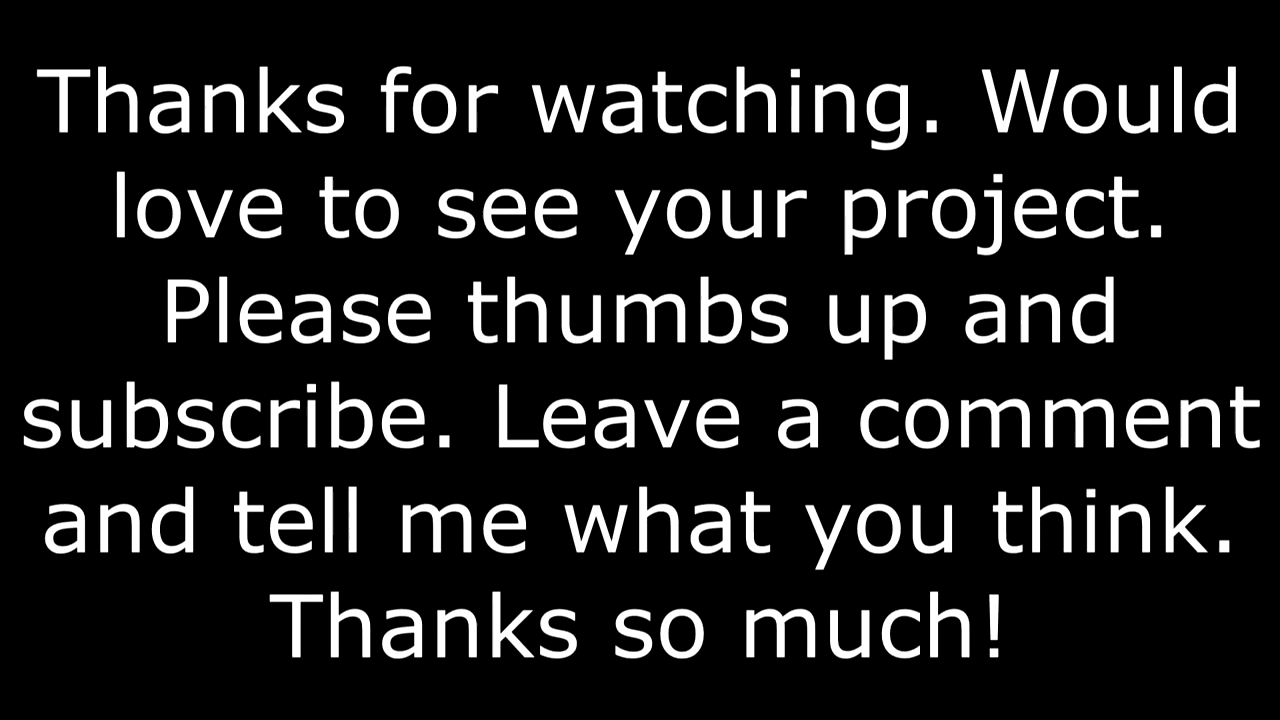 Thanks for watching. Would
love to see your project.
Please thumbs up and
subscribe. Leave a comment
and tell me what you think.
Thanks so much!